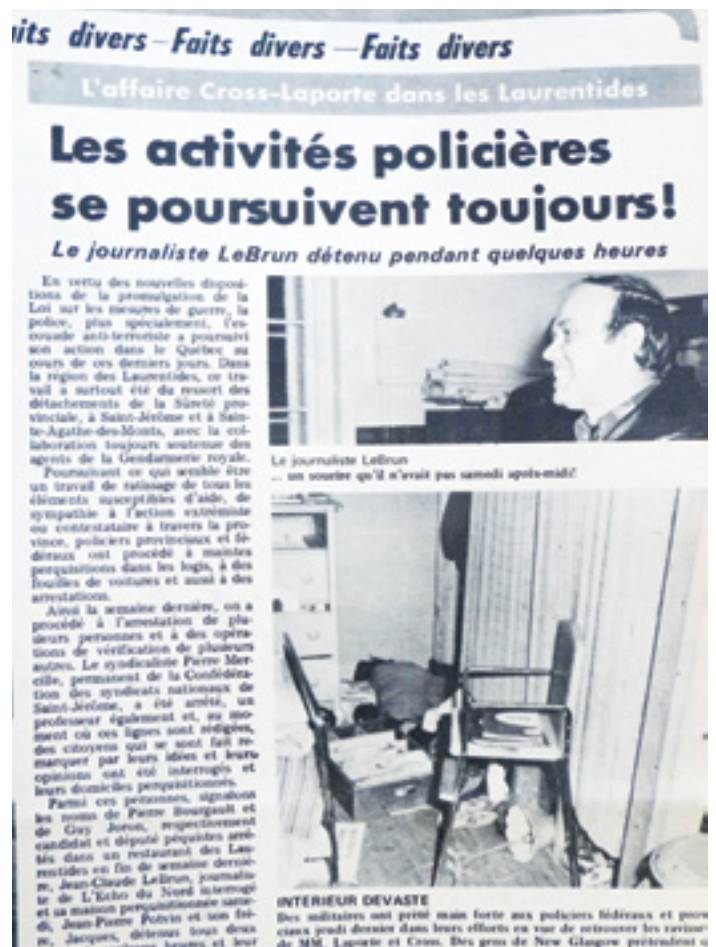 aits divers - Faits divers - Faits divers
L'affaire Cross-Laporte dans les Laurentides
Les activités policières
se poursuivent toujours!
Le journaliste LeBrun détenu pendant quelques heures
En vertu des nouvelles disposi-
tions de la promulgation de la
Loi sur les mesures de guerre, la
police, plus spécialement, l'es-
couade anti-terroriste a poursuivi
son action dans le Québec au
cours de ces derniers jours. Dans
la région des Laurentides, ce tra-
vail a surtout été du ressort des
détachements de la Sûreté pro-
vinciale, à Saint-Jérôme et à Sain-
te-Agathe-des-Monts, avec la col-
laboration toujours soutenue des
agents de la Gendarmerie royale.
Poursuivant ce qui semble être
un travail de ratissage de tous les
éléments susceptibles d'aide, de
sympathie à l'action extrémiste
ou contestataire à travers la pro-
vince, policiers provinciaux et fé-
déraux ont procédé à maintes
perquisitions dans les logis, à des
fouilles de voitures et aussi à des
arrestations.
Ainsi la semaine dernière, on a
procédé à l'arrestation de plu-
sieurs personnes et à des opéra-
tions de vérification de plusieurs
autres. Le syndicaliste Pierre Mer-
cille, permanent de la Confédéra-
tion des syndicats nationaux de
Saint-Jérôme, a été arrêté, un
professeur également et, au mo-
ment où ces lignes sont rédigées,
des citoyens qui se sont fait re-
marquer par leurs idées et leurs
opinions ont été interrogés et
leurs domiciles perquisitionnés.
Parmi ces personnes, signalons
les noms de Pierre Bourgault et
de Guy Joron, respectivement
candidat et député péquistes arrê-
tés dans un restaurant des Lau-
rentides en fin de semaine derniè-
re, Jean-Claude LeBrun, journalis-
te de L'Echo du Nord interrogé
et sa maison perquisitionnée same-
di, Jean-Pierre Potvin et son frè-
re, Jacques, détenus tous deux
heures et leur
Le journaliste LeBrun
... un sourire qu'il n'avait pas samedi après-midi!
INTERIEUR DEVASTE
Des militaires ont prêté main forte aux policiers fédéraux et prov
ciaux jeudi dernier dans leurs efforts en vue de retrouver les ravisse
de MM. Laporte et Cross. Des gens de New Glasgow